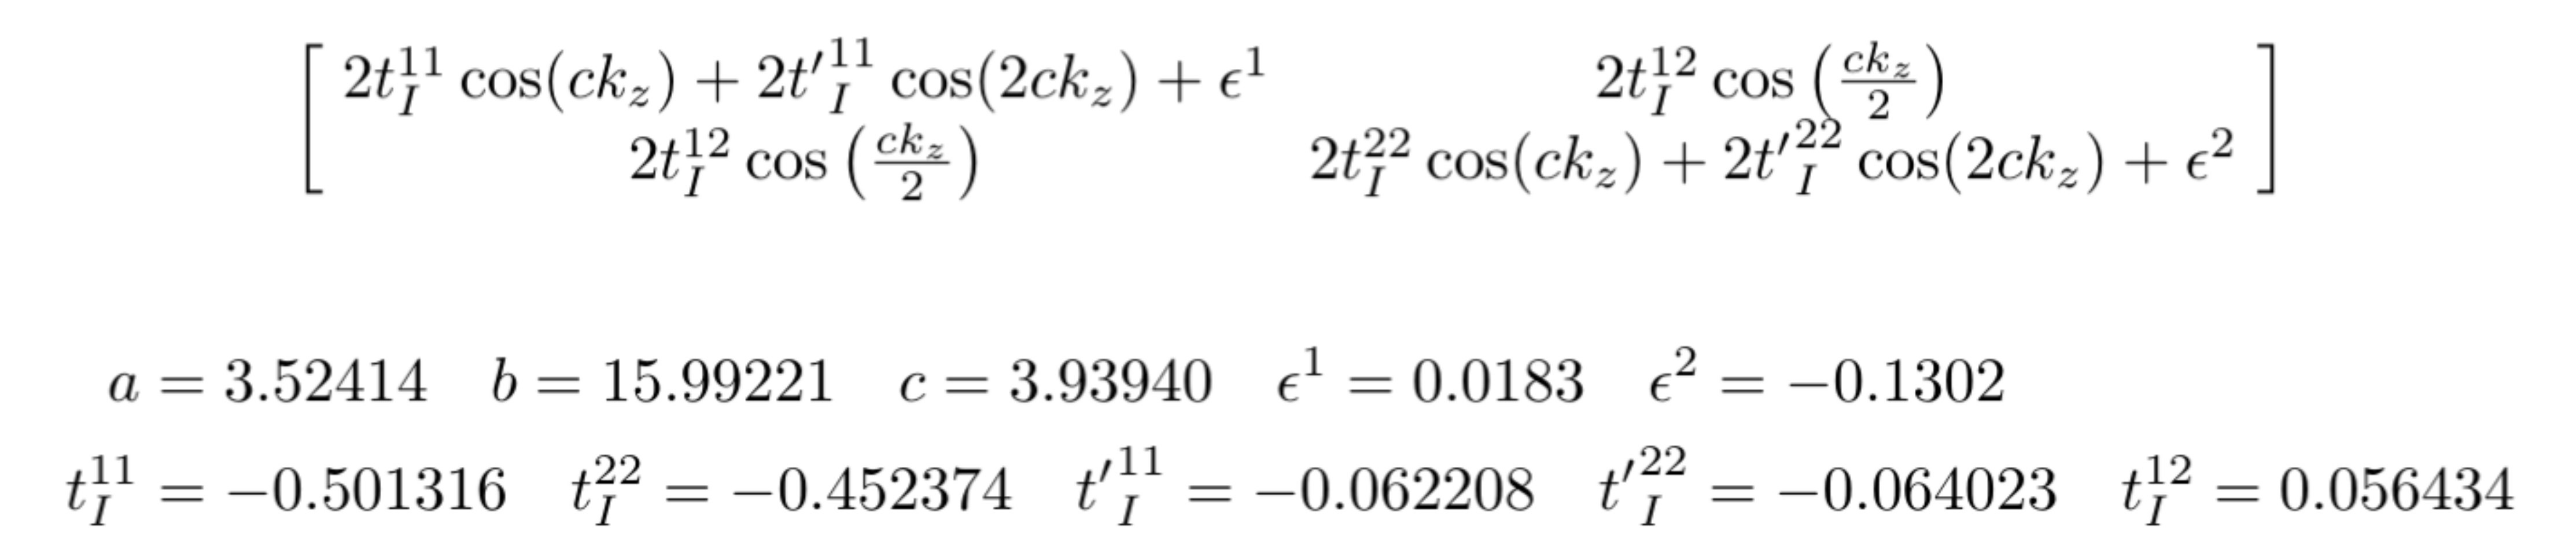 [ 2t_I^{11} cos(ck_z) + 2t'_I^{11} cos(2ck_z) + ϵ^1    2t_I^{12} cos(ck_z/2)
2t_I^{12} cos(ck_z/2)    2t_I^{22} cos(ck_z) + 2t'_I^{22} cos(2ck_z) + ϵ^2 ]
a = 3.52414 b = 15.99221 c = 3.93940 ϵ^1 = 0.0183 ϵ^2 = −0.1302
t_I^{11} = −0.501316 t_I^{22} = −0.452374 t'_I^{11} = −0.062208 t'_I^{22} = −0.064023 t_I^{12} = 0.056434